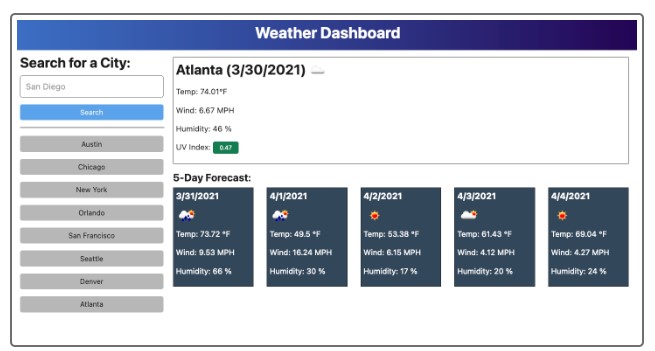 Weather Dashboard
Search for a City:
San Diego
Search
Austin
Chicago
New York
Orlando
San Francisco
Seattle
Denver
Atlanta
Atlanta (3/30/2021)
Temp: 74.01°F
Wind: 6.67 MPH
Humidity: 46 %
UV Index: 0.47
5-Day Forecast:
3/31/2021
Temp: 73.72 °F
Wind: 9.53 MPH
Humidity: 66 %
4/1/2021
Temp: 49.5 °F
Wind: 16.24 MPH
Humidity: 30 %
4/2/2021
Temp: 53.38 °F
Wind: 6.15 MPH
Humidity: 17 %
4/3/2021
Temp: 61.43 °F
Wind: 4.12 MPH
Humidity: 20 %
4/4/2021
Temp: 69.04 °F
Wind: 4.27 MPH
Humidity: 24 %